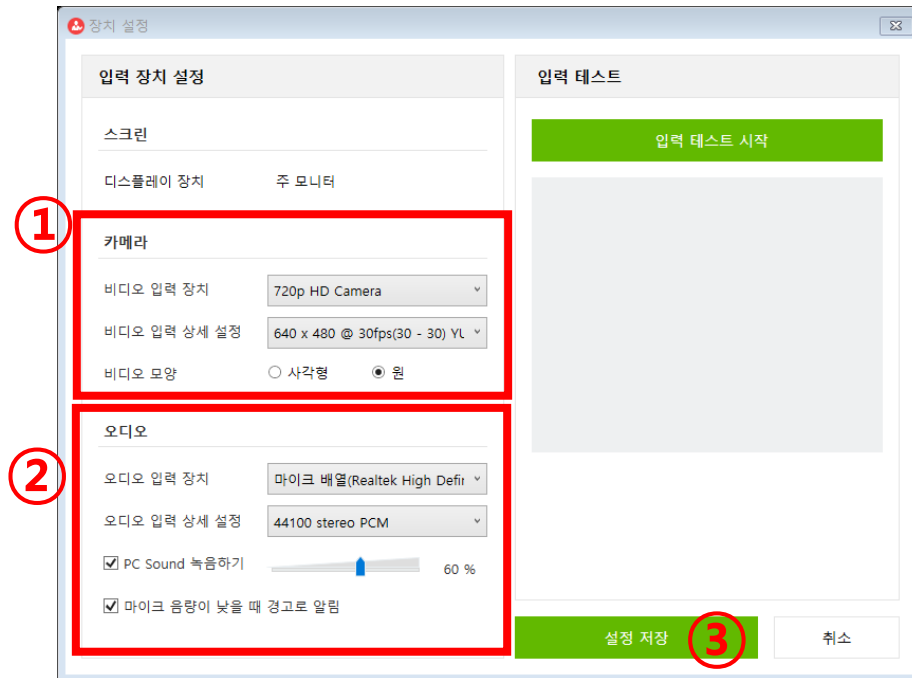 장치 설정
입력 장치 설정
스크린
디스플레이 장치 주 모니터
①
카메라
비디오 입력 장치 720p HD Camera
비디오 입력 상세 설정 640 x 480 @ 30fps(30 - 30) YU
비디오 모양 사각형 원
②
오디오
오디오 입력 장치 마이크 배열(Realtek High Defin
오디오 입력 상세 설정 44100 stereo PCM
PC Sound 녹음하기 60 %
마이크 음량이 낮을 때 경고로 알림
입력 테스트
입력 테스트 시작
설정 저장 ③ 취소